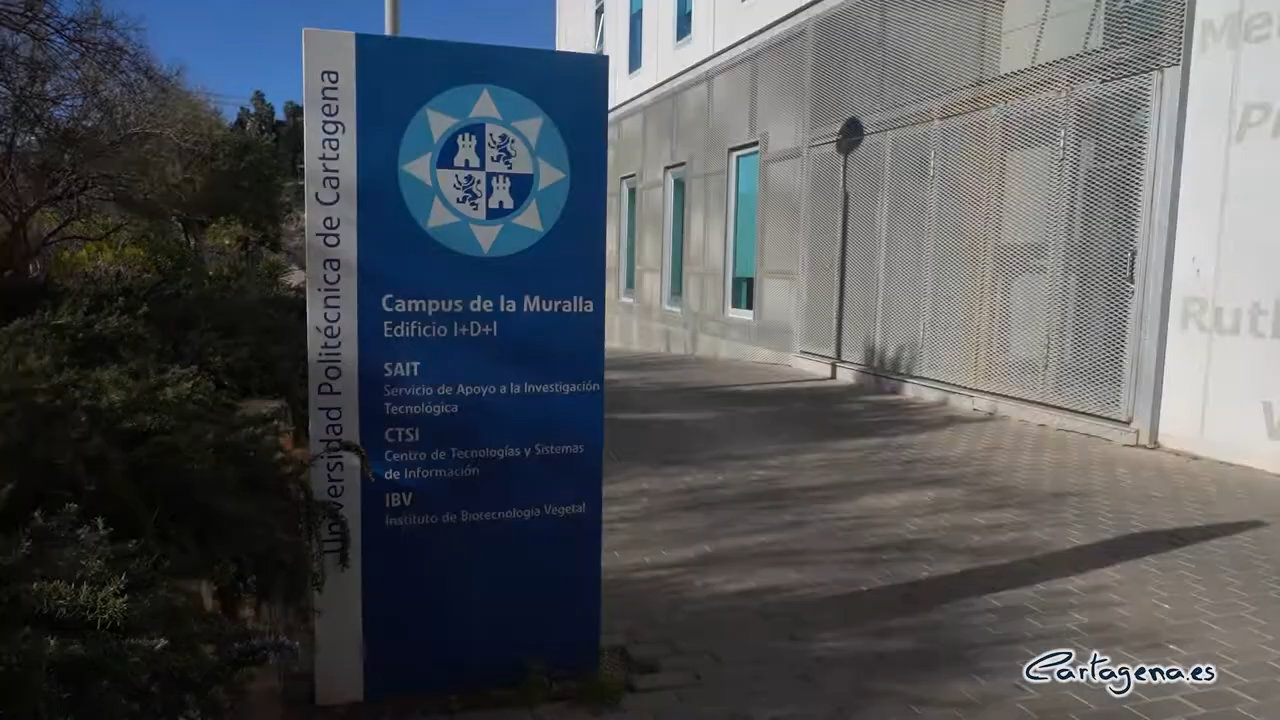 Universidad Politécnica de Cartagena
Campus de la Muralla
Edificio I+D+I
SAIT
Servicio de Apoyo a la Investigación
Tecnológica
CTSI
Centro de Tecnologías y Sistemas
de Información
IBV
Instituto de Biotecnología Vegetal
Cartagena.es